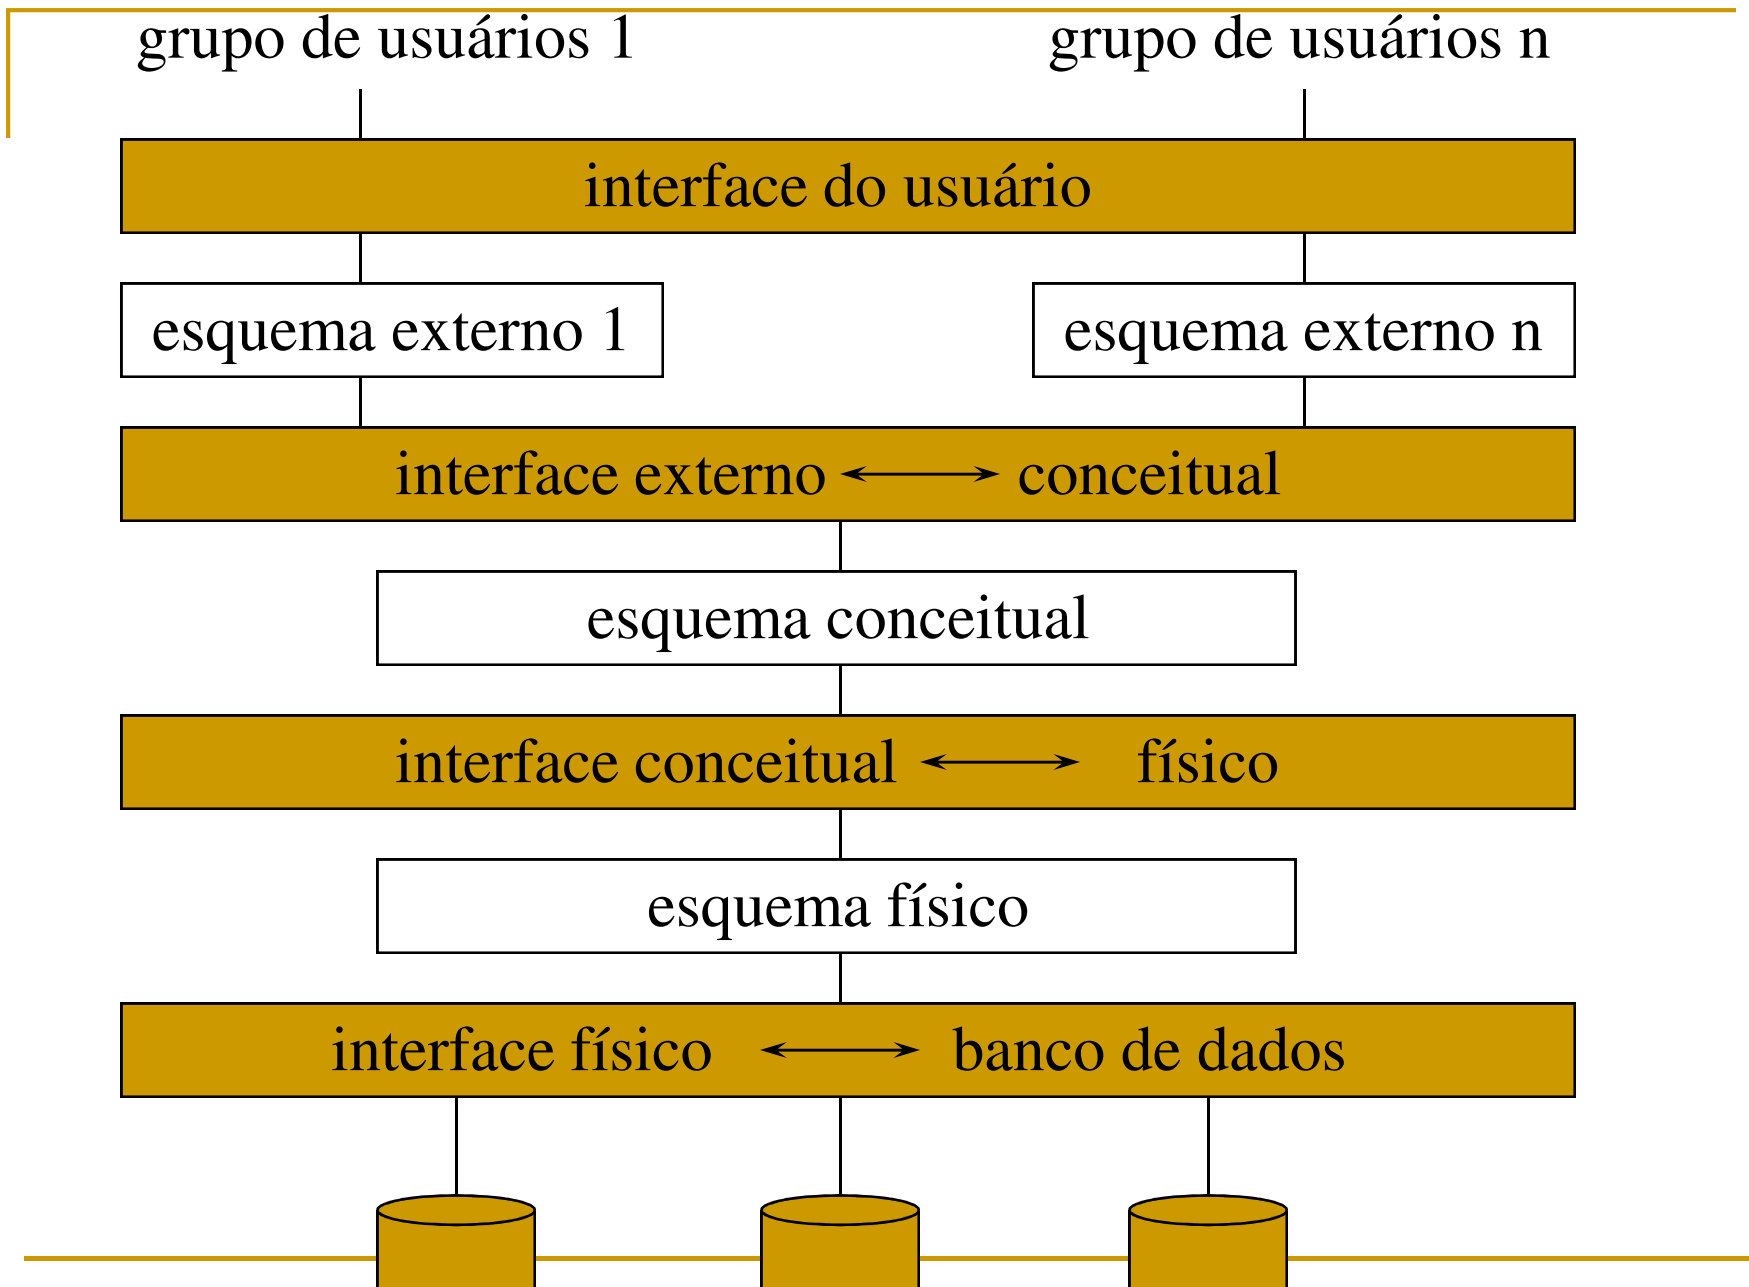 grupo de usuários 1 grupo de usuários n
interface do usuário
esquema externo 1 esquema externo n
interface externo conceitual
esquema conceitual
interface conceitual físico
esquema físico
interface físico banco de dados